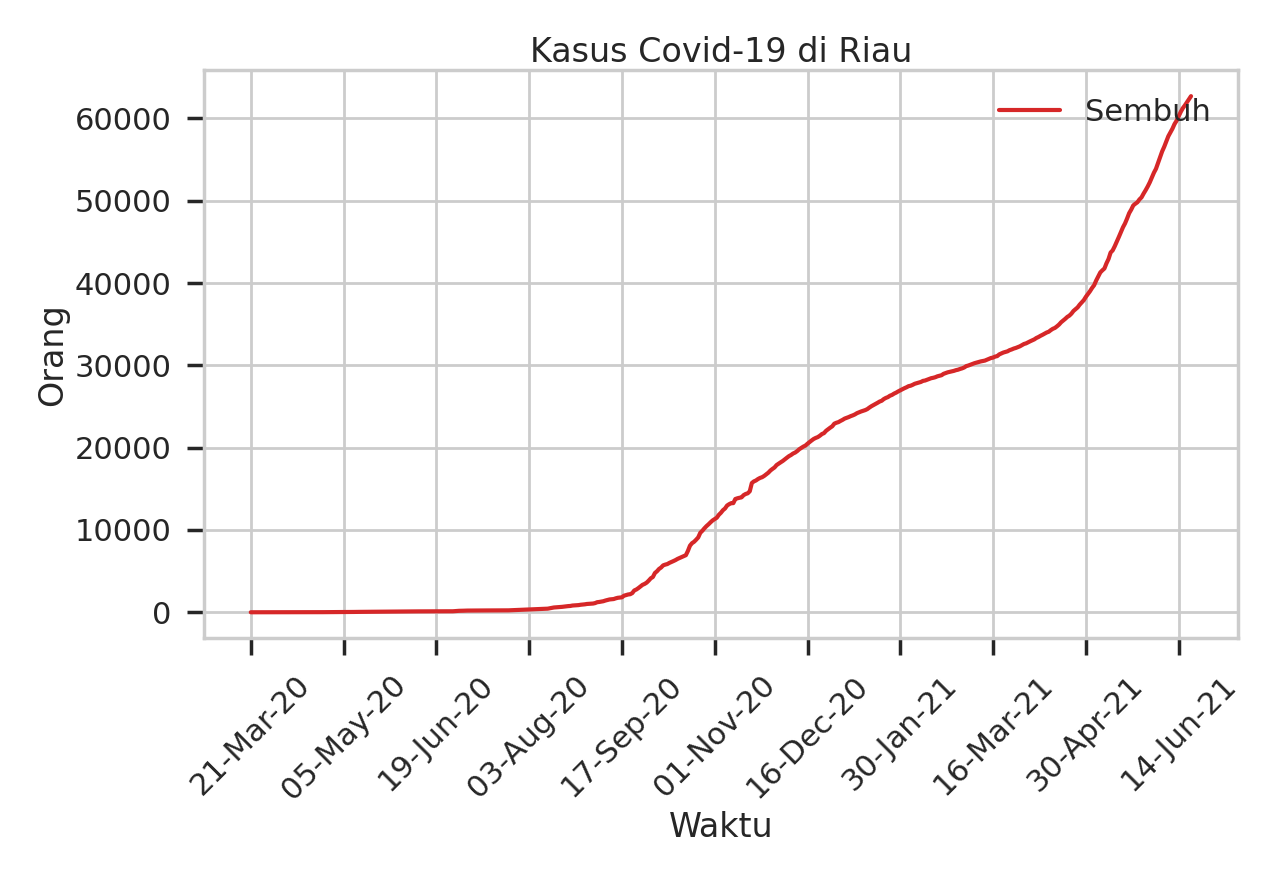 Kasus Covid-19 di Riau
Sembuh
60000
50000
40000
30000
20000
10000
0
Orang
21-Mar-20
05-May-20
19-Jun-20
03-Aug-20
17-Sep-20
01-Nov-20
16-Dec-20
30-Jan-21
16-Mar-21
30-Apr-21
14-Jun-21
Waktu